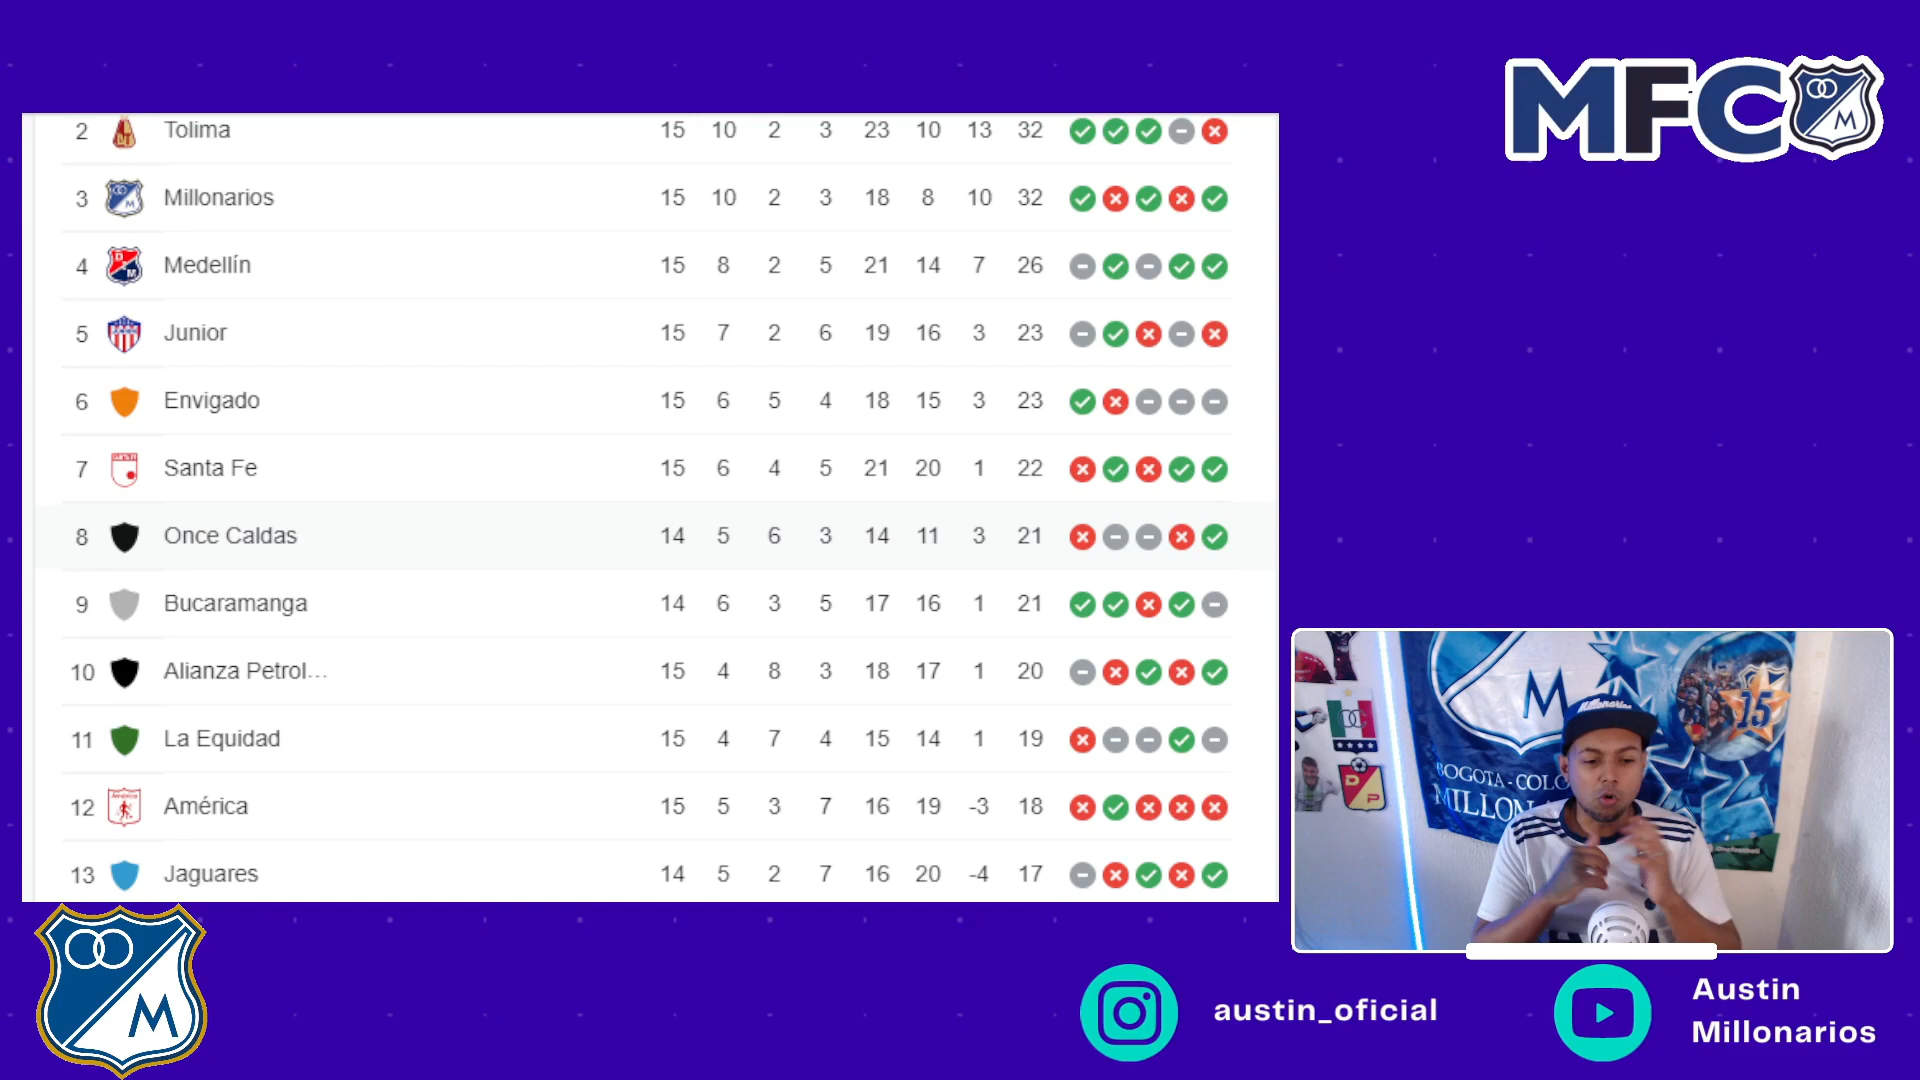 MFC
M
2 Tolima 15 10 2 3 23 10 13 32
3 Millonarios 15 10 2 3 18 8 10 32
4 Medellín 15 8 2 5 21 14 7 26
5 Junior 15 7 2 6 19 16 3 23
6 Envigado 15 6 5 4 18 15 3 23
7 Santa Fe 15 6 4 5 21 20 1 22
8 Once Caldas 14 5 6 3 14 11 3 21
9 Bucaramanga 14 6 3 5 17 16 1 21
10 Alianza Petrol... 15 4 8 3 18 17 1 20
11 La Equidad 15 4 7 4 15 14 1 19
12 América 15 5 3 7 16 19 -3 18
13 Jaguares 14 5 2 7 16 20 -4 17
M
15
Millonarios
BOGOTA - COLO
MILLON
DP
M
austin_oficial
Austin
Millonarios